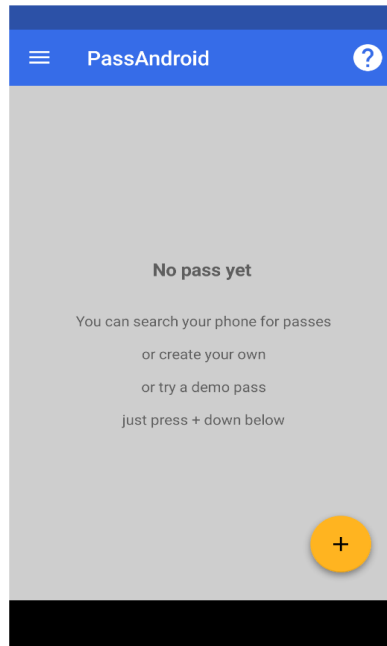 PassAndroid
?
No pass yet
You can search your phone for passes
or create your own
or try a demo pass
just press + down below
+